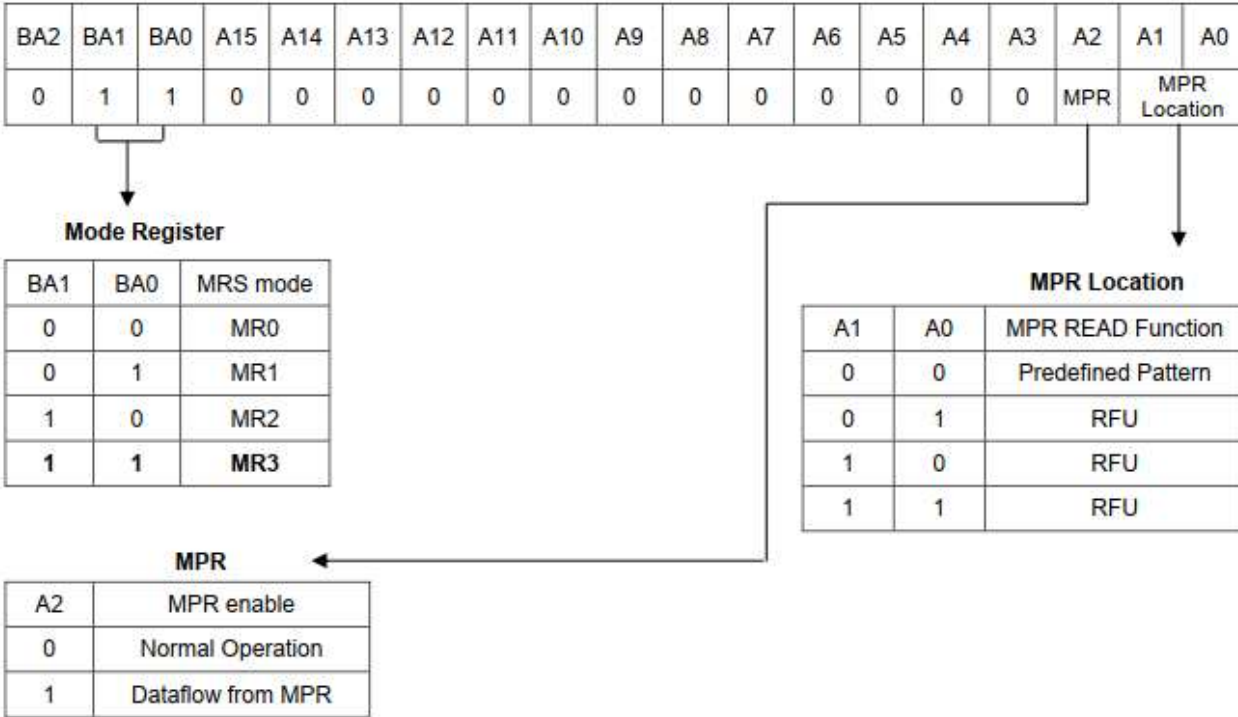 BA2 BA1 BA0 A15 A14 A13 A12 A11 A10 A9 A8 A7 A6 A5 A4 A3 A2 A1 A0
0 1 1 0 0 0 0 0 0 0 0 0 0 0 0 0 MPR MPR Location
Mode Register
BA1 BA0 MRS mode
0 0 MR0
0 1 MR1
1 0 MR2
1 1 MR3
MPR Location
A1 A0 MPR READ Function
0 0 Predefined Pattern
0 1 RFU
1 0 RFU
1 1 RFU
MPR
A2 MPR enable
0 Normal Operation
1 Dataflow from MPR